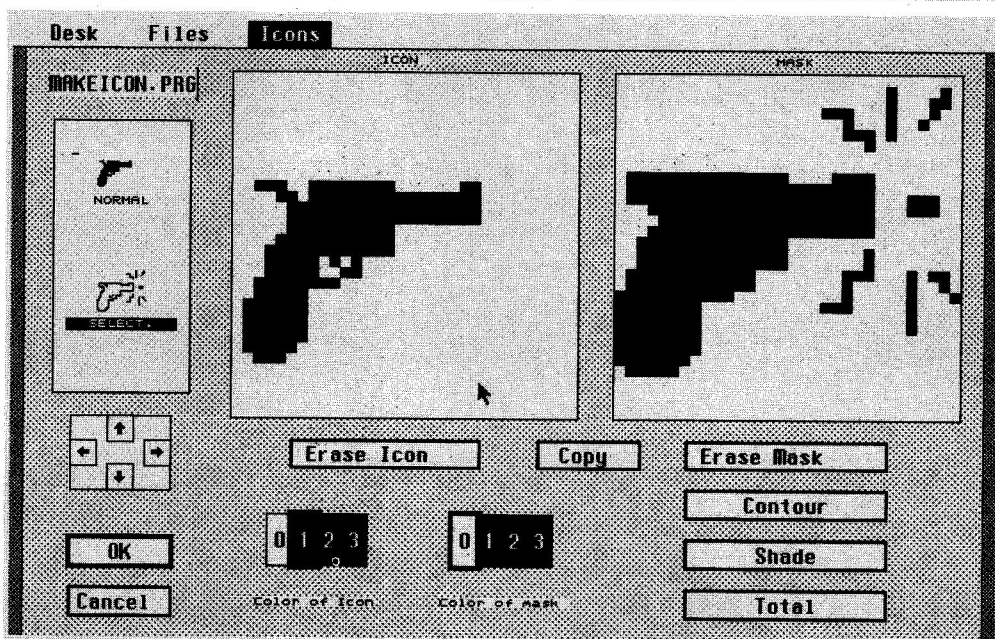 Desk Files Icons
ICON
MASK
MAKEICON.PRG
NORMAL
SELECT.
Erase Icon
Copy
Erase Mask
Contour
OK
0 1 2 3
0 1 2 3
Shade
Cancel
Color of Icon
Color of mask
Total